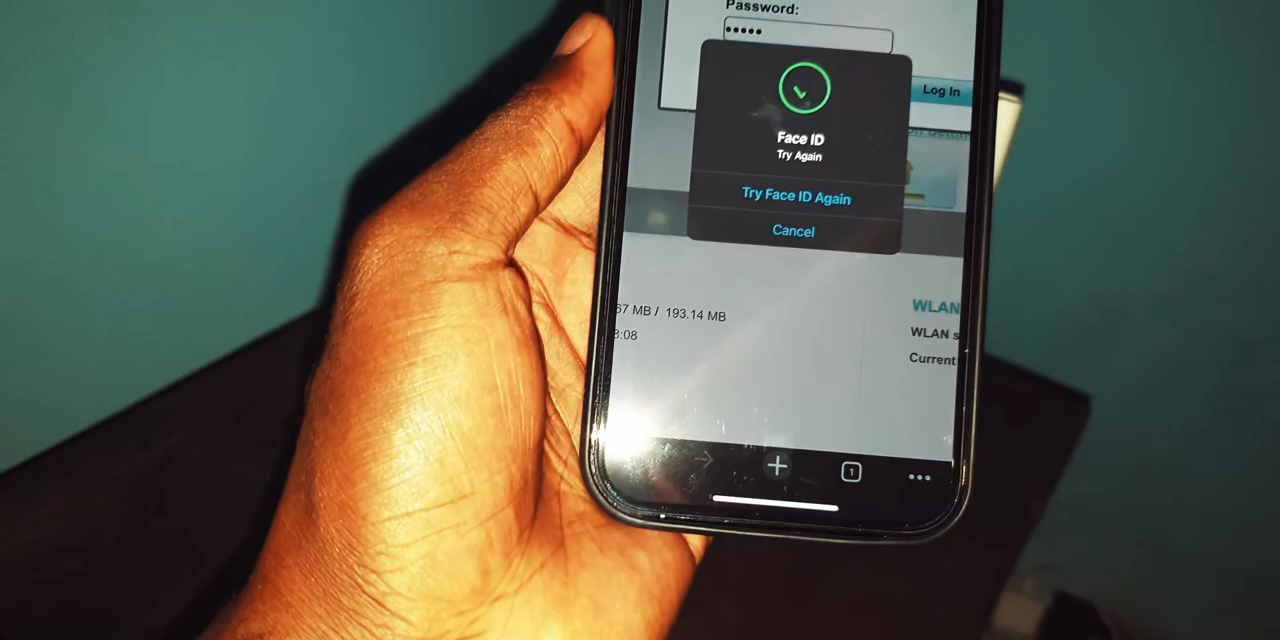 Password:
•••••
Log In
Face ID
Try Again
Try Face ID Again
Cancel
67 MB / 193.14 MB
WLAN
3:08
WLAN s
Current
1